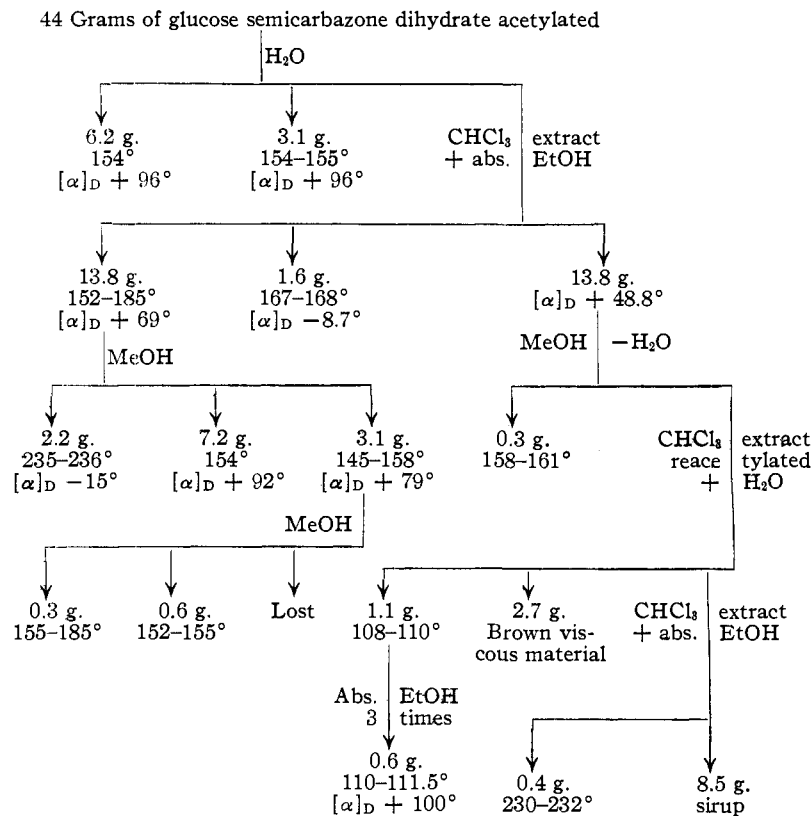 44 Grams of glucose semicarbazone dihydrate acetylated
H₂O
6.2 g.
154°
[α]D + 96°
3.1 g.
154–155°
[α]D + 96°
CHCl₃ extract
+ abs. EtOH
13.8 g.
152–185°
[α]D + 69°
1.6 g.
167–168°
[α]D −8.7°
13.8 g.
[α]D + 48.8°
MeOH
MeOH −H₂O
2.2 g.
235–236°
[α]D −15°
7.2 g.
154°
[α]D + 92°
3.1 g.
145–158°
[α]D + 79°
0.3 g.
158–161°
CHCl₃ extract
reace tylated
+ H₂O
MeOH
0.3 g.
155–185°
0.6 g.
152–155°
Lost
1.1 g.
108–110°
2.7 g.
Brown vis-
cous material
CHCl₃ extract
+ abs. EtOH
Abs. EtOH
3 times
0.6 g.
110–111.5°
[α]D + 100°
0.4 g.
230–232°
8.5 g.
sirup